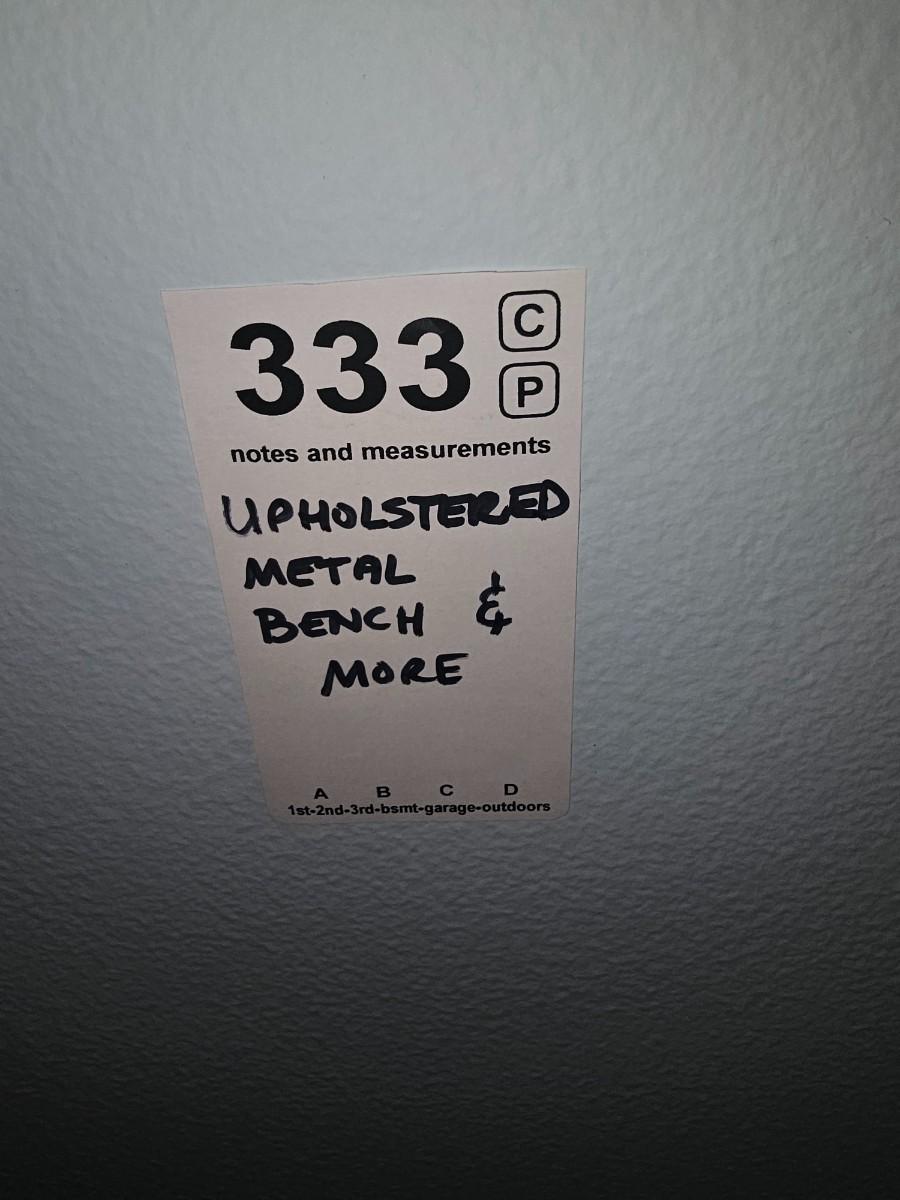 333 C
P
notes and measurements
UPHOLSTERED
METAL
BENCH &
MORE
A B C D
1st-2nd-3rd-bsmt-garage-outdoors